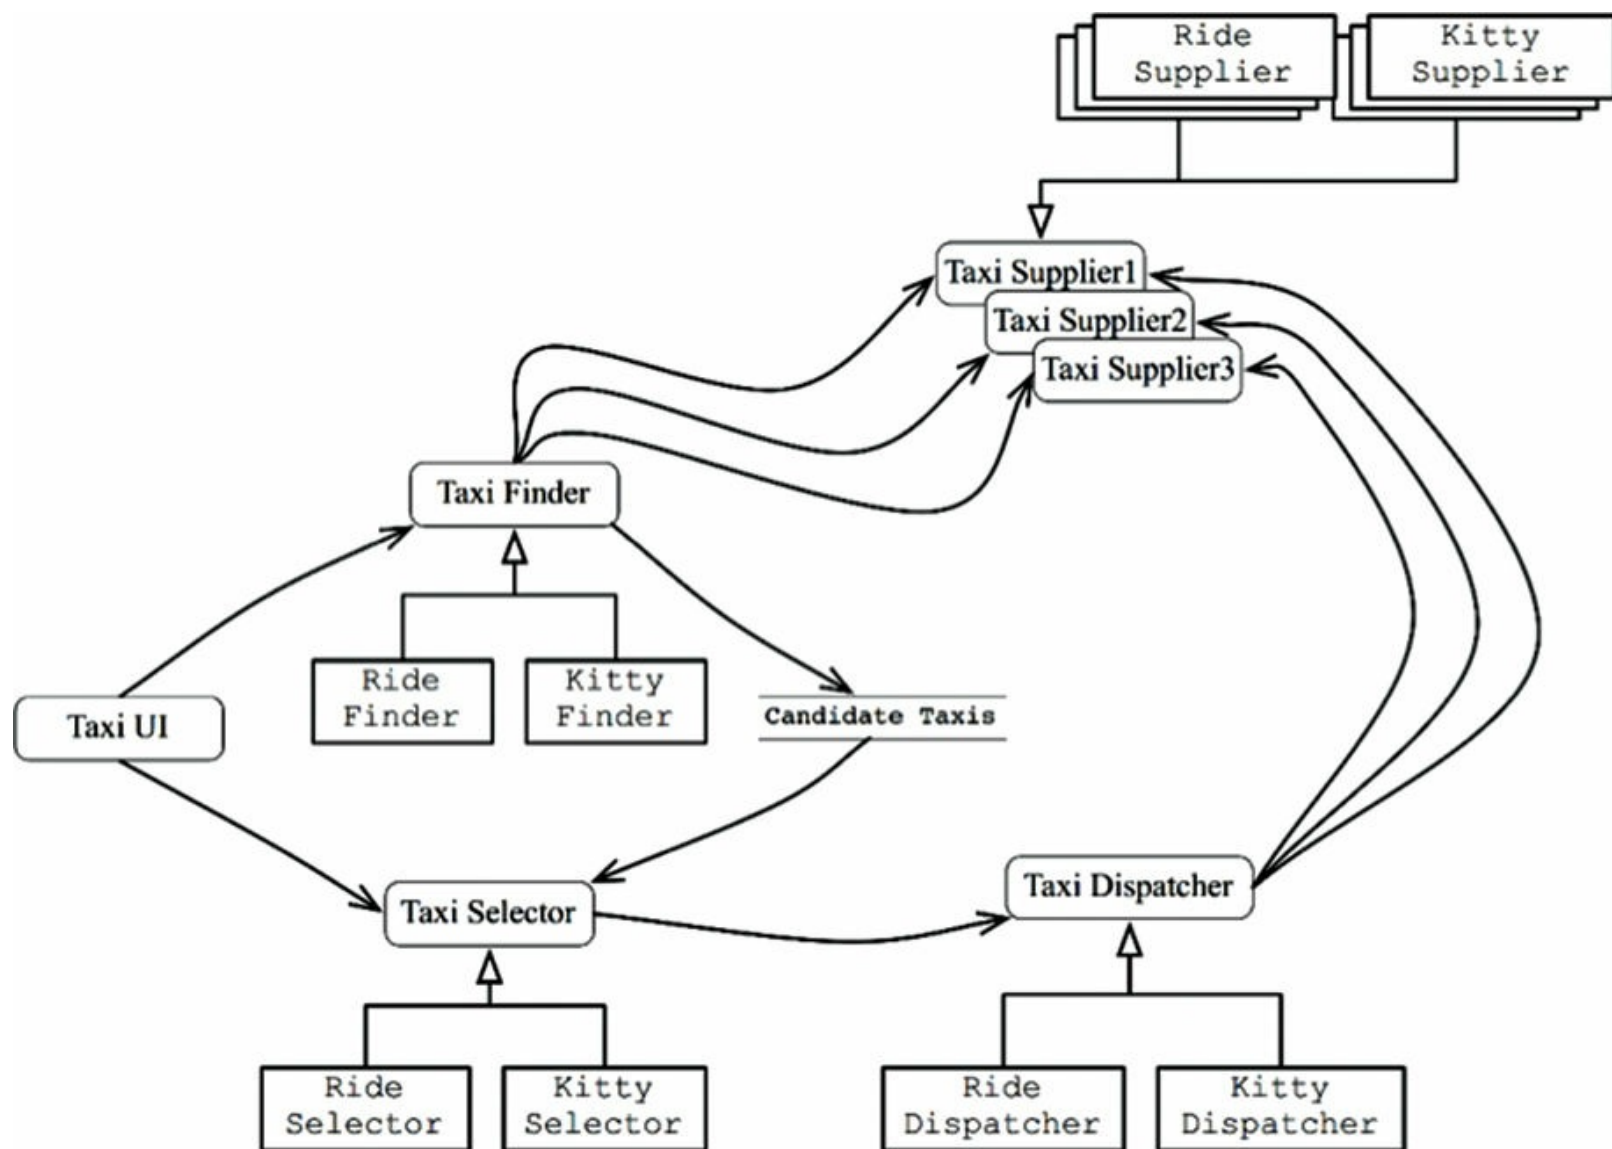 Ride
Supplier
Kitty
Supplier
Taxi Supplier1
Taxi Supplier2
Taxi Supplier3
Taxi Finder
Ride
Finder
Kitty
Finder
Taxi UI
Candidate Taxis
Taxi Selector
Taxi Dispatcher
Ride
Selector
Kitty
Selector
Ride
Dispatcher
Kitty
Dispatcher